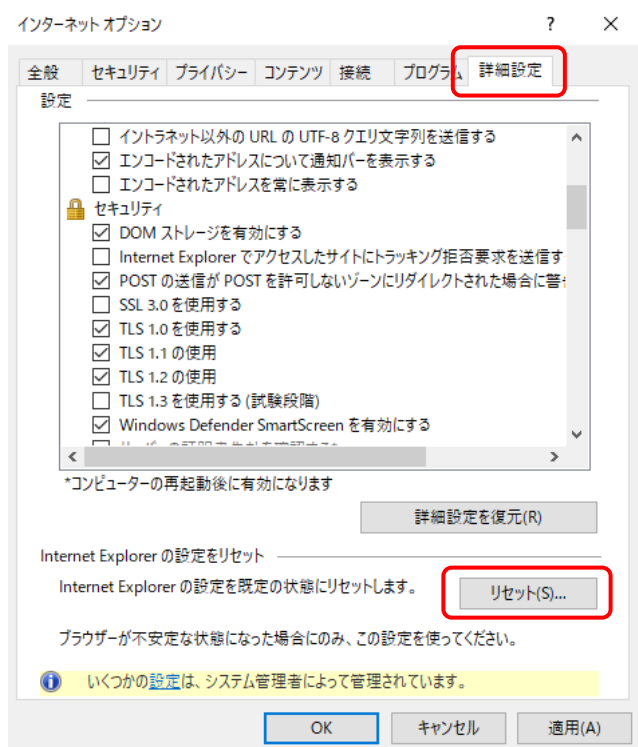 インターネット オプション ? ×
全般 セキュリティ プライバシー コンテンツ 接続 プログラム 詳細設定
設定
イントラネット以外の URL の UTF-8 クエリ文字列を送信する
エンコードされたアドレスについて通知バーを表示する
エンコードされたアドレスを常に表示する
セキュリティ
DOM ストレージを有効にする
Internet Explorer でアクセスしたサイトにトラッキング拒否要求を送信す
POST の送信が POST を許可しないゾーンにリダイレクトされた場合に警
SSL 3.0 を使用する
TLS 1.0 を使用する
TLS 1.1 の使用
TLS 1.2 の使用
TLS 1.3 を使用する (試験段階)
Windows Defender SmartScreen を有効にする
*コンピューターの再起動後に有効になります
詳細設定を復元(R)
Internet Explorer の設定をリセット
Internet Explorer の設定を既定の状態にリセットします。
リセット(S)...
ブラウザーが不安定な状態になった場合にのみ、この設定を使ってください。
いくつかの設定は、システム管理者によって管理されています。
OK キャンセル 適用(A)